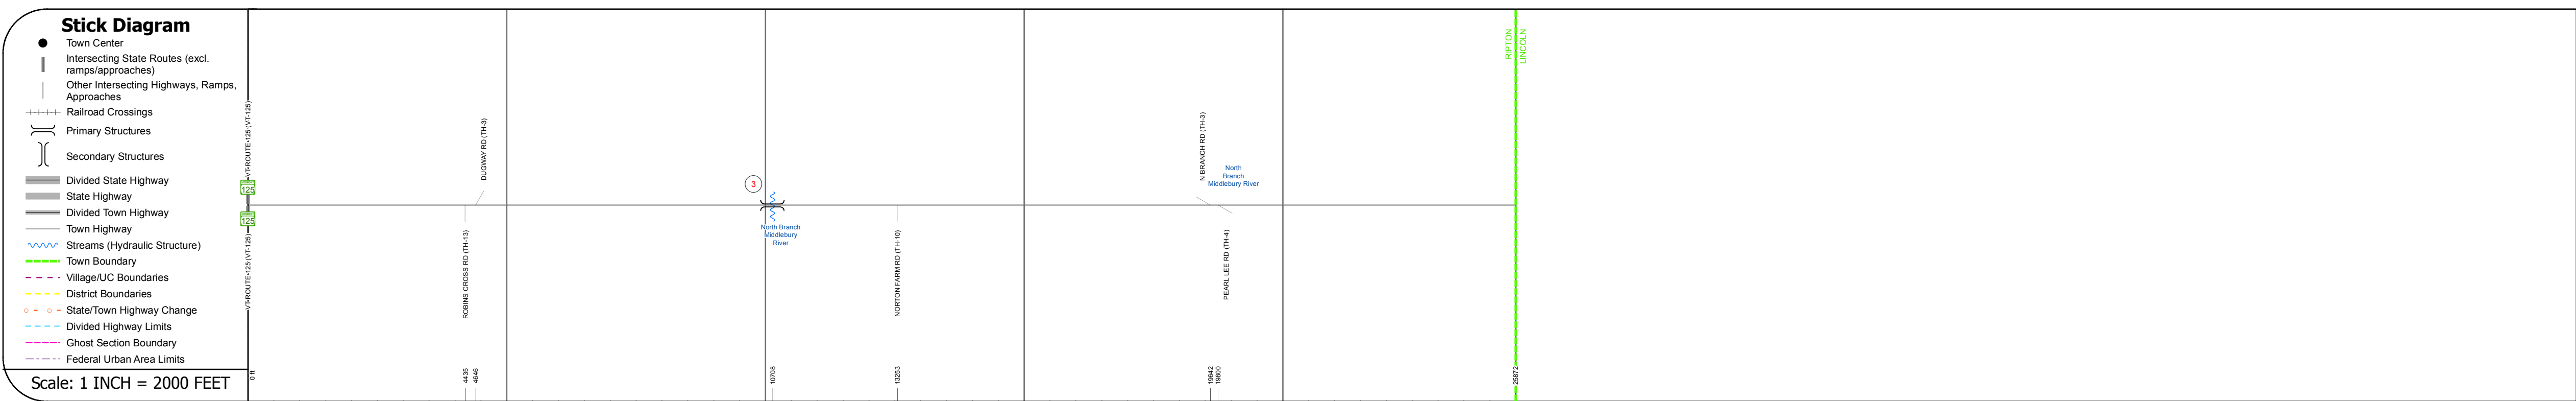 Stick Diagram
Town Center
Intersecting State Routes (excl.
ramps/approaches)
Other Intersecting Highways, Ramps,
Approaches
Railroad Crossings
Primary Structures
Secondary Structures
Divided State Highway
State Highway
Divided Town Highway
Town Highway
Streams (Hydraulic Structure)
Town Boundary
Village/UC Boundaries
District Boundaries
State/Town Highway Change
Divided Highway Limits
Ghost Section Boundary
Federal Urban Area Limits
Scale: 1 INCH = 2000 FEET
VT-ROUTE-125 (VT-125)
125
125
VT-ROUTE-125 (VT-125)
0 ft
ROBINS CROSS RD (TH-13)
4435
DUGWAY RD (TH-3)
4646
3
North Branch
Middlebury
River
10708
NORTON FARM RD (TH-10)
13253
N BRANCH RD (TH-3)
19642
North
Branch
Middlebury River
PEARL LEE RD (TH-4)
19800
RIPTON
LINCOLN
25872